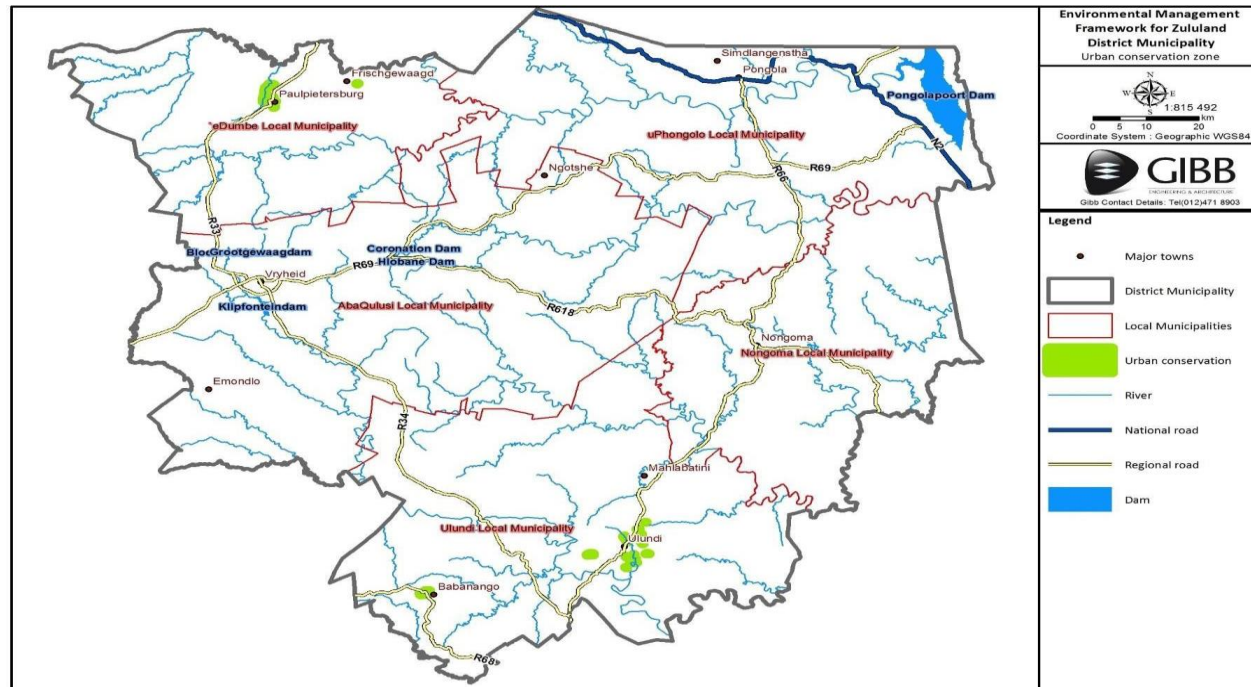 Environmental Management
Framework for Zululand
District Municipality
Urban conservation zone
N
W E
S
1:815 492
0 5 10 20
km
Coordinate System : Geographic WGS84
GIBB
ENGINEERING & ARCHITECTURE
Gibb Contact Details: Tel(012)471 8903
Legend
Major towns
District Municipality
Local Municipalities
Urban conservation
River
National road
Regional road
Dam
Simdlangenstha
Frischgewaagd
Pongola
Paulpietersburg
Pongolapoort Dam
`eDumbe Local Municipality
uPhongolo Local Municipality
N2
Ngotshe
R69
R66
R33
Coronation Dam
Grootgewaagdam
Hlobane Dam
R69
Vryheid
Klipfonteindam
AbaQulusi Local Municipality
R618
Nongoma
Nongoma Local Municipality
Emondlo
R34
Mahlabatini
Ulundi Local Municipality
Ulundi
Babanango
R68